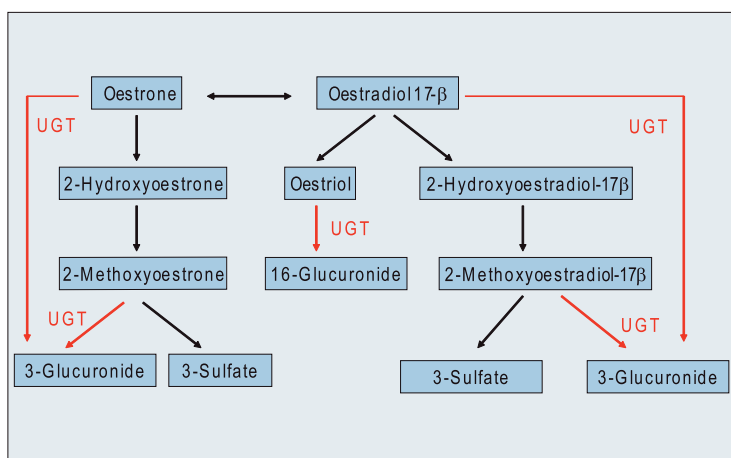 Oestrone
Oestradiol 17-β
UGT
UGT
2-Hydroxyoestrone
Oestriol
2-Hydroxyoestradiol-17β
UGT
2-Methoxyoestrone
16-Glucuronide
2-Methoxyoestradiol-17β
UGT
UGT
3-Glucuronide
3-Sulfate
3-Sulfate
3-Glucuronide